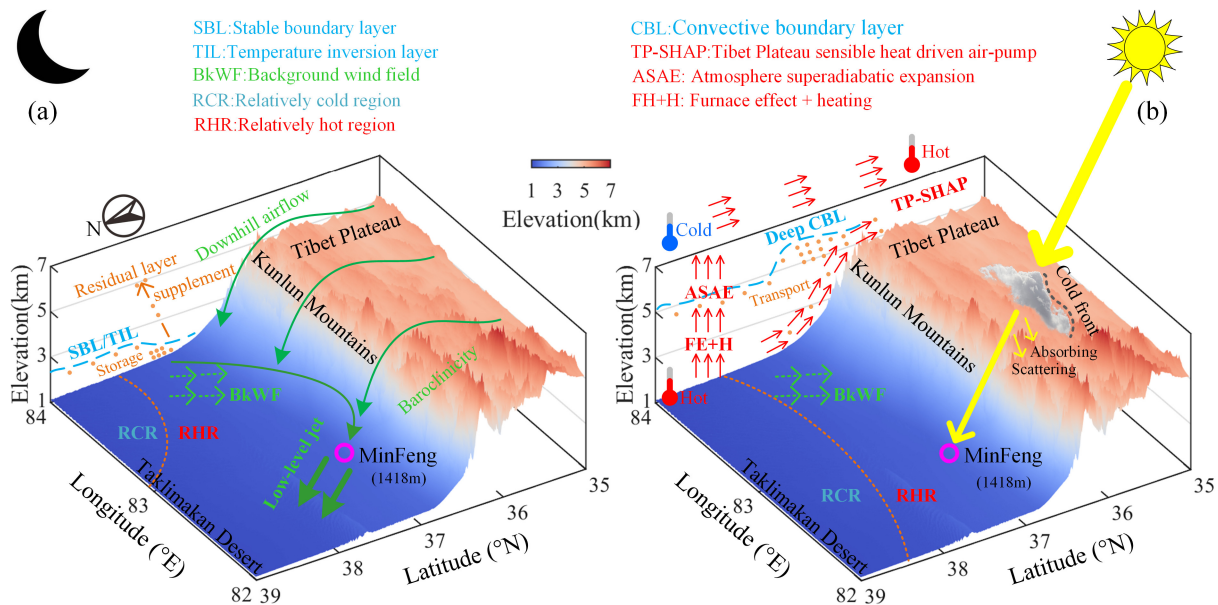 SBL:Stable boundary layer
TIL:Temperature inversion layer
BkWF:Background wind field
RCR:Relatively cold region
RHR:Relatively hot region
(a)
CBL:Convective boundary layer
TP-SHAP:Tibet Plateau sensible heat driven air-pump
ASAE: Atmosphere superadiabatic expansion
FH+H: Furnace effect + heating
(b)
1 3 5 7
Elevation(km)
N
Downhill airflow
Tibet Plateau
Kunlun Mountains
Residual layer
supplement
SBL/TIL
Storage
BkWF
Baroclinicity
RCR
RHR
Low-level jet
MinFeng
(1418m)
Taklimakan Desert
Elevation(km)
7
5
3
1
84
83
82
Longitude (°E)
39
38
37
36
35
Latitude (°N)
Hot
Cold
TP-SHAP
Deep CBL
Tibet Plateau
Kunlun Mountains
ASAE
Transport
FE+H
Hot
Cold front
Absorbing
Scattering
BkWF
RCR
RHR
MinFeng
(1418m)
Taklimakan Desert
Elevation(km)
7
5
3
1
84
83
82
Longitude (°E)
39
38
37
36
35
Latitude (°N)